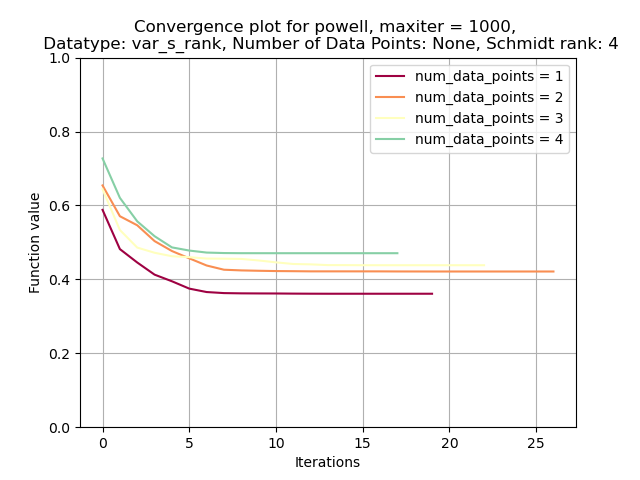 Convergence plot for powell, maxiter = 1000,
Datatype: var_s_rank, Number of Data Points: None, Schmidt rank: 4
num_data_points = 1
num_data_points = 2
num_data_points = 3
num_data_points = 4
Function value
1.0
0.8
0.6
0.4
0.2
0.0
0 5 10 15 20 25
Iterations